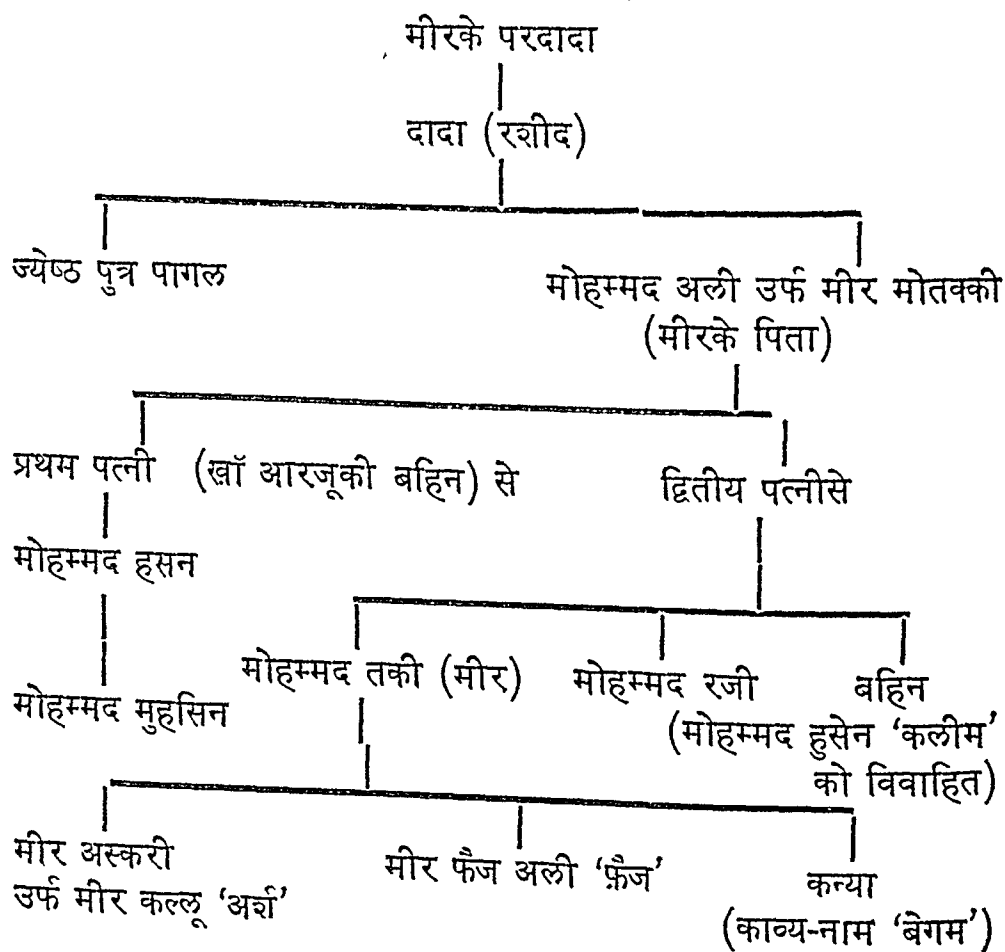 मीरके परदादा
दादा (रशीद)
ज्येष्ठ पुत्र पागल
मोहम्मद अली उर्फ मीर मोतक्की
(मीरके पिता)
प्रथम पत्नी (खाँ आरजूकी बहिन) से
द्वितीय पत्नीसे
मोहम्मद हसन
मोहम्मद तकी (मीर) मोहम्मद रजी बहिन
मोहम्मद मुहसिन
(मोहम्मद हुसेन ‘कलीम’
को विवाहित)
मीर अस्करी
उर्फ मीर कल्लू ‘अर्श’
मीर फैज अली ‘फ़ैज’
कन्या
(काव्य-नाम ‘बेगम’)